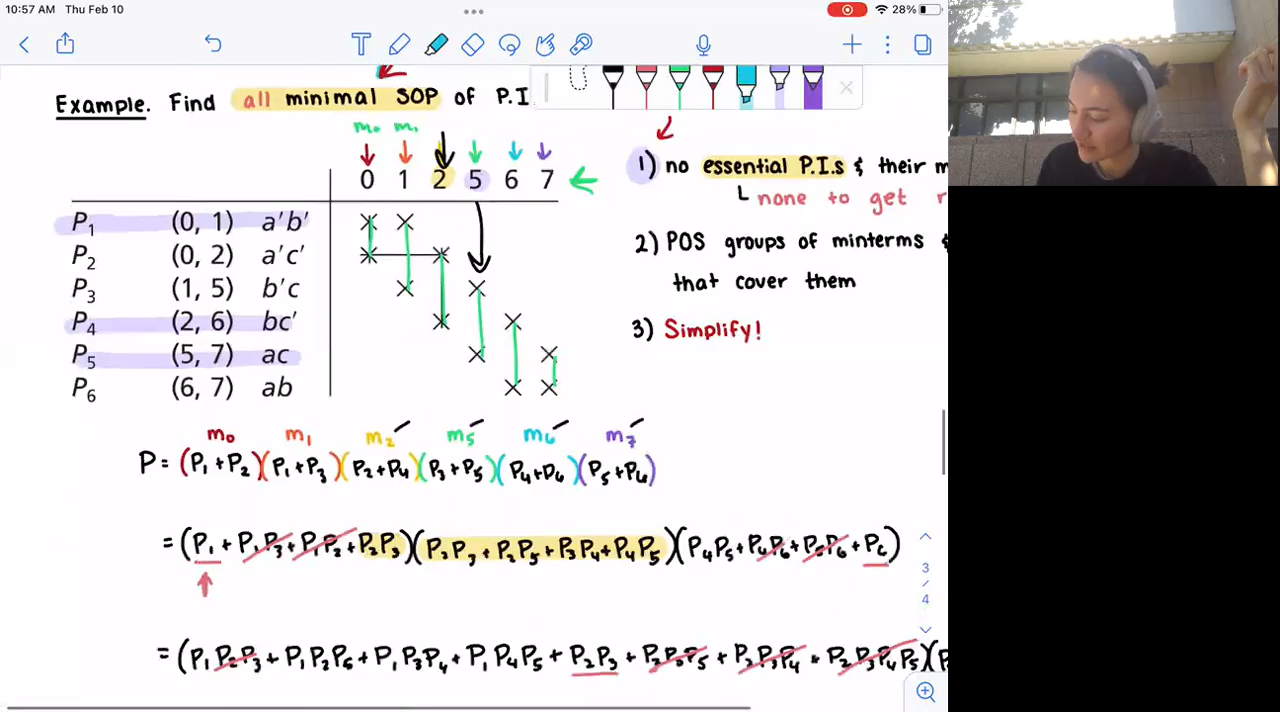 10:57 AM Thu Feb 10
28%
Example. Find all minimal SOP of P.I
m₀ m₁
0 1 2 5 6 7
P₁ (0, 1) a'b'
P₂ (0, 2) a'c'
P₃ (1, 5) b'c
P₄ (2, 6) bc'
P₅ (5, 7) ac
P₆ (6, 7) ab
1) no essential P.I.s & their m
none to get r
2) POS groups of minterms
that cover them
3) Simplify!
m₀ m₁ m₂ m₅ m₆ m₇
P = (P₁ + P₂)(P₁ + P₃)(P₂ + P₄)(P₃ + P₅)(P₄ + P₆)(P₅ + P₆)
= (P₁ + P₁P₃ + P₁P₂ + P₂P₃)(P₂P₃ + P₂P₅ + P₃P₄ + P₄P₅)(P₄P₅ + P₄P₆ + P₅P₆ + P₆)
= (P₁P₂P₃ + P₁P₂P₅ + P₁P₃P₄ + P₁P₄P₅ + P₂P₃ + P₂P₃P₅ + P₂P₃P₄ + P₂P₃P₄P₅)(P
3
/
4